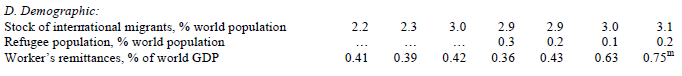 D. Demographic:
Stock of international migrants, % world population 2.2 2.3 3.0 2.9 2.9 3.0 3.1
Refugee population, % world population … … … 0.3 0.2 0.1 0.2
Worker's remittances, % of world GDP 0.41 0.39 0.42 0.36 0.43 0.63 0.75m